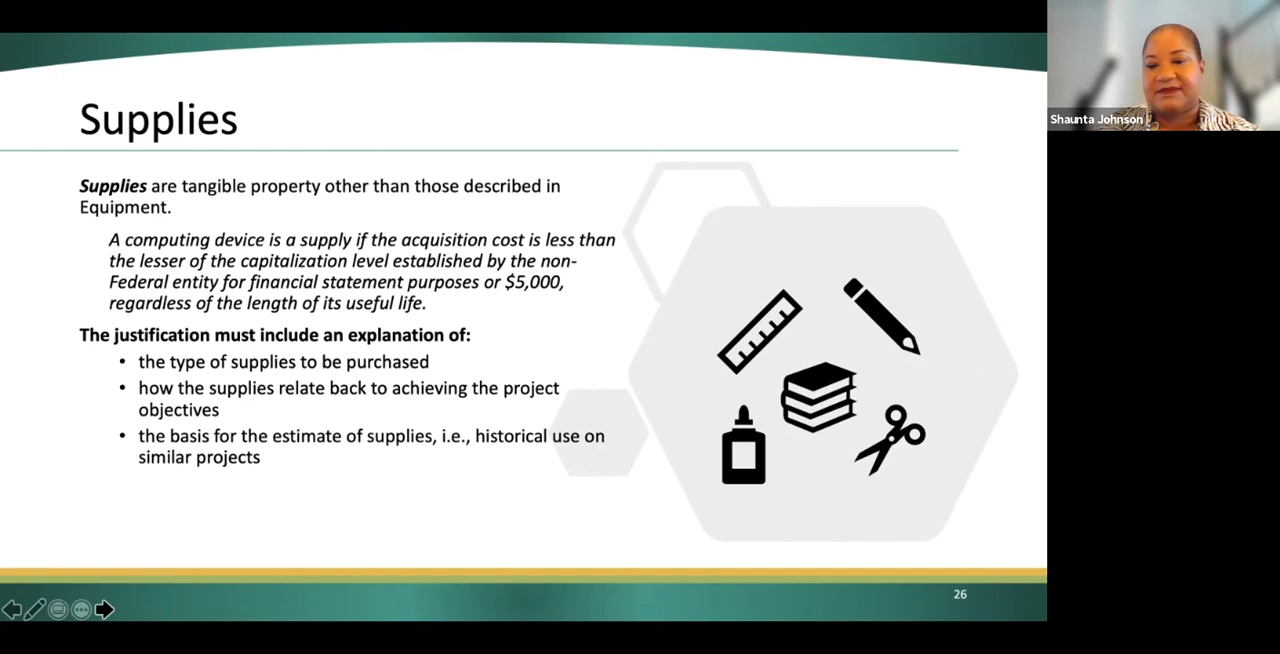 Supplies
Supplies are tangible property other than those described in
Equipment.
A computing device is a supply if the acquisition cost is less than
the lesser of the capitalization level established by the non-
Federal entity for financial statement purposes or $5,000,
regardless of the length of its useful life.
The justification must include an explanation of:
• the type of supplies to be purchased
• how the supplies relate back to achieving the project
objectives
• the basis for the estimate of supplies, i.e., historical use on
similar projects
26
Shaunta Johnson